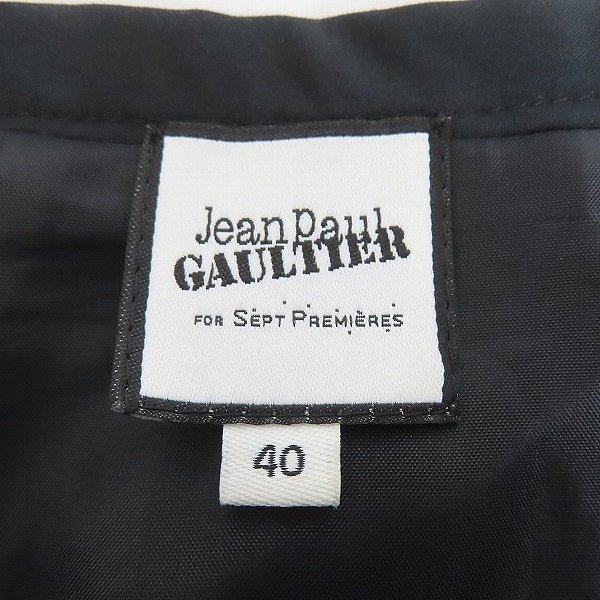 Jean Paul
GAULTIER
FOR SEPT PREMIÈRES
40